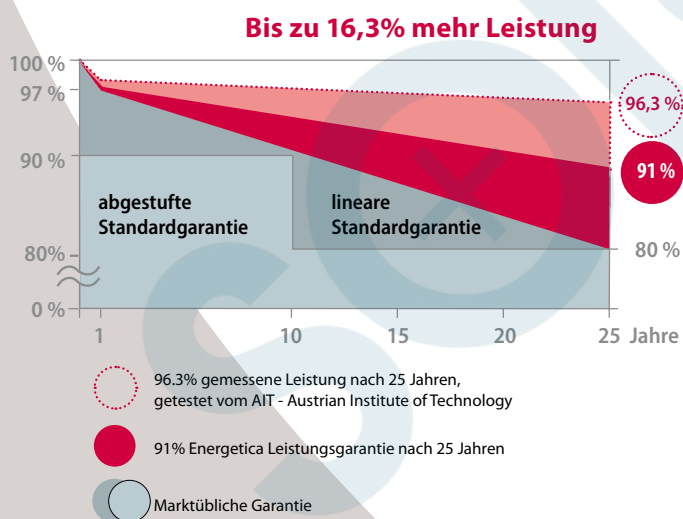 Bis zu 16,3% mehr Leistung
100 %
97 %
90 %
80%
0 %
96,3 %
91 %
80 %
abgestufte
Standardgarantie
lineare
Standardgarantie
1 10 15 20 25 Jahre
96.3% gemessene Leistung nach 25 Jahren,
getestet vom AIT - Austrian Institute of Technology
91% Energetica Leistungsgarantie nach 25 Jahren
Marktübliche Garantie